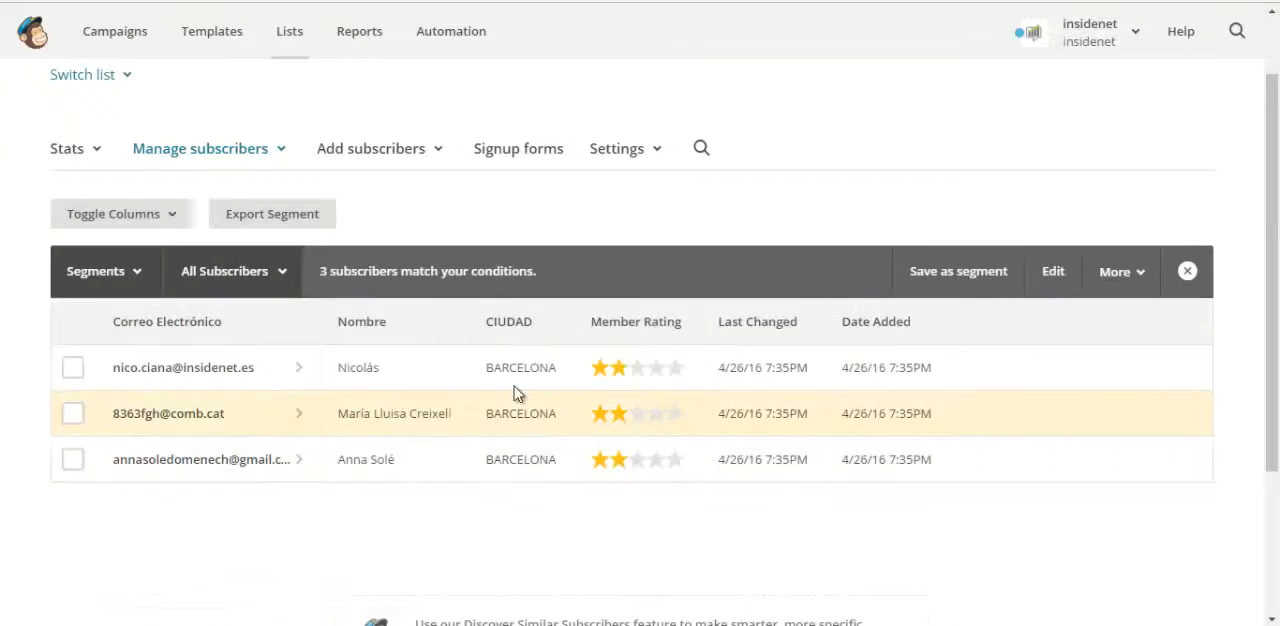 Campaigns Templates Lists Reports Automation insidenet Help
insidenet
Switch list
Stats Manage subscribers Add subscribers Signup forms Settings
Toggle Columns Export Segment
Segments All Subscribers 3 subscribers match your conditions. Save as segment Edit More
Correo Electrónico Nombre CIUDAD Member Rating Last Changed Date Added
nico.ciana@insidenet.es Nicolás BARCELONA 4/26/16 7:35PM 4/26/16 7:35PM
8363fgh@comb.cat María Lluisa Creixell BARCELONA 4/26/16 7:35PM 4/26/16 7:35PM
annasoledomenech@gmail.c... Anna Solé BARCELONA 4/26/16 7:35PM 4/26/16 7:35PM
Use our Discover Similar Subscribers feature to make smarter, more specific